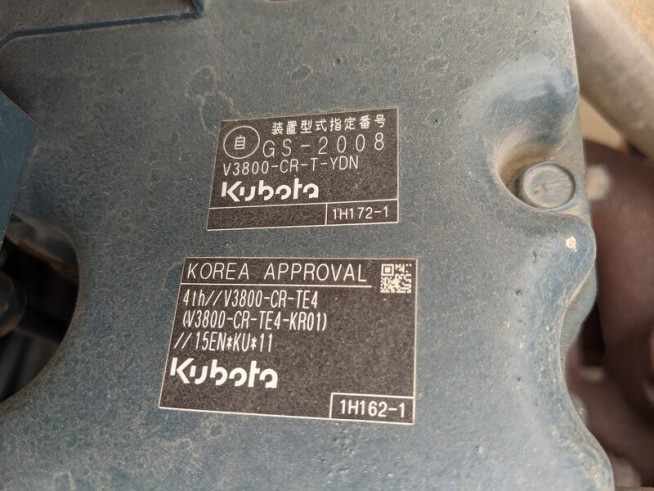 装置型式指定番号
自 GS-2008
V3800-CR-T-YDN
Kubota
1H172-1
KOREA APPROVAL
4th//V3800-CR-TE4
(V3800-CR-TE4-KR01)
//15EN*KU*11
Kubota
1H162-1